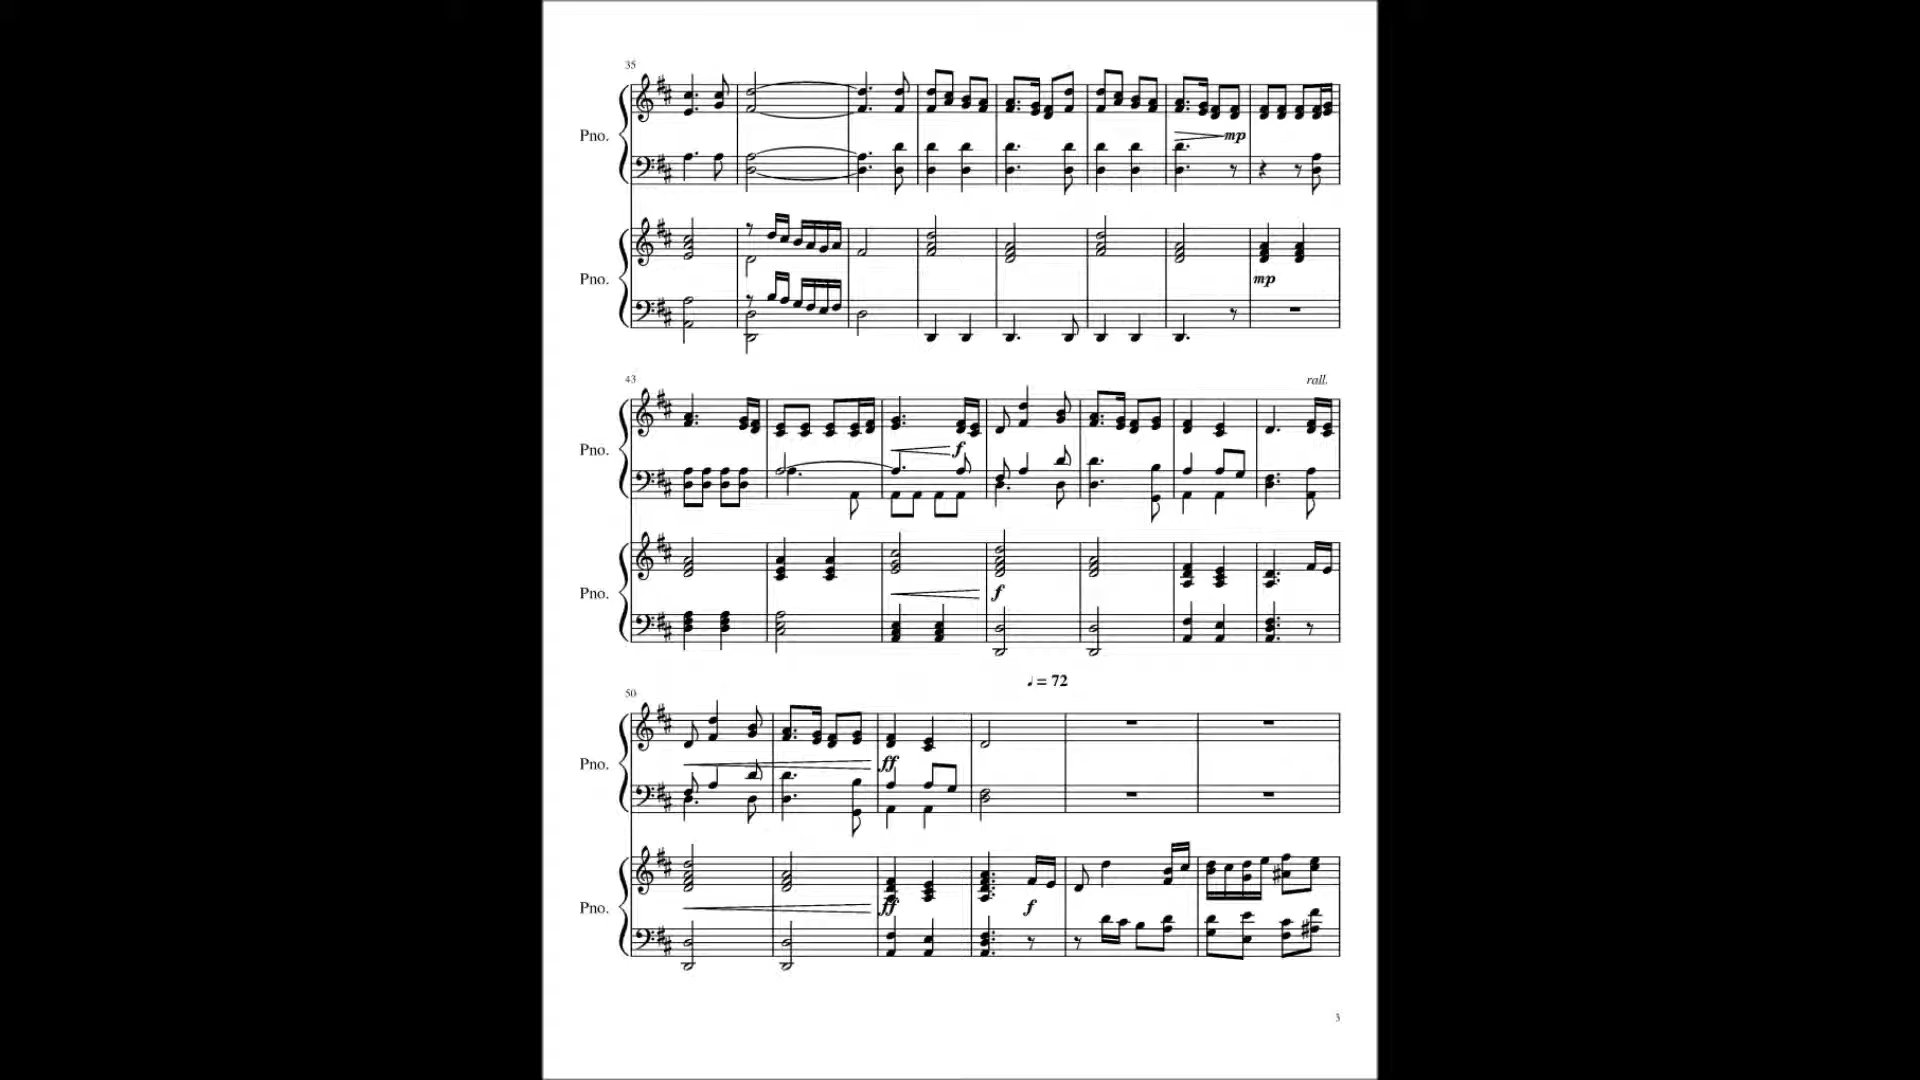 35
Pno.
mp
Pno.
mp
43
rall.
Pno.
f
Pno.
f
♩ = 72
50
Pno.
ff
Pno.
ff
f
3